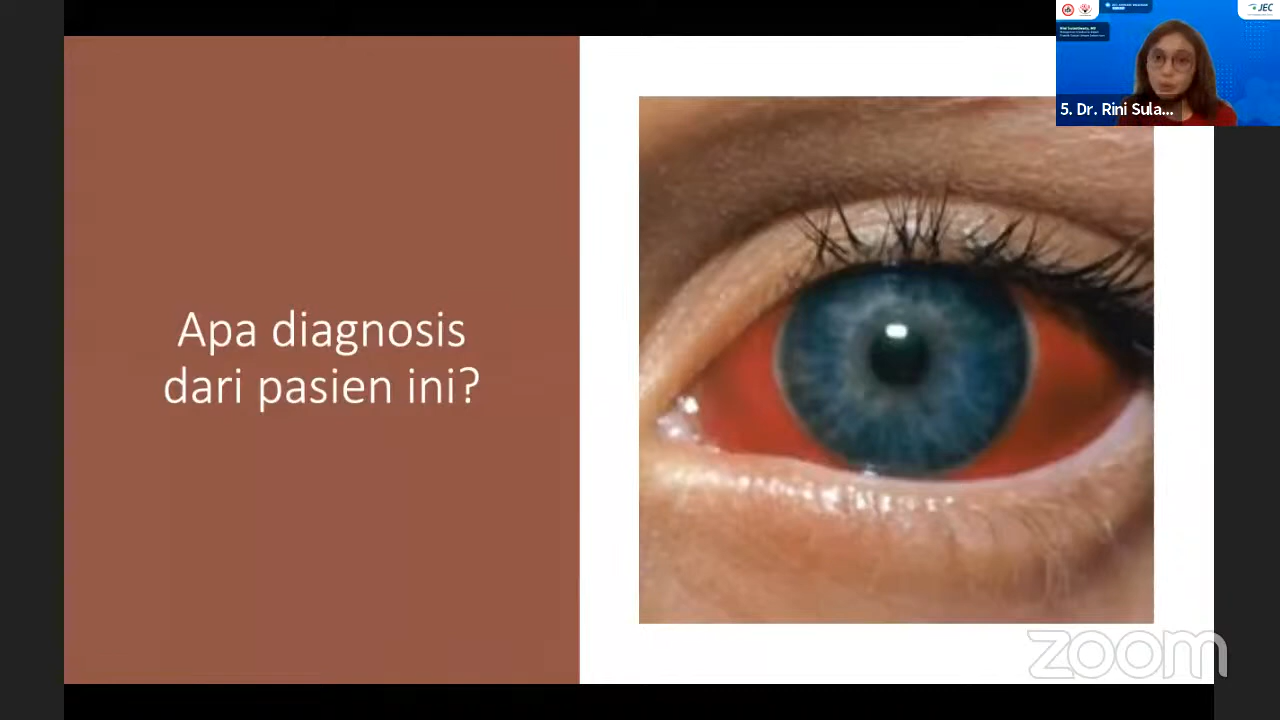 JEC
5. Dr. Rini Sula...
Apa diagnosis
dari pasien ini?
zoom